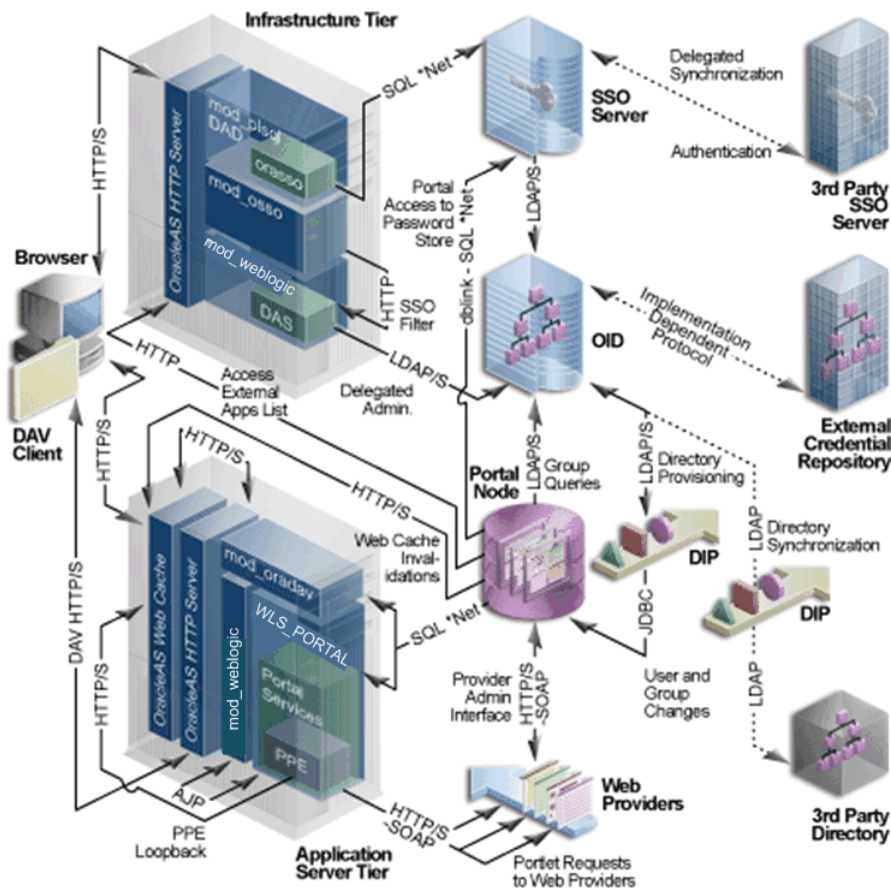 Infrastructure Tier
SQL *Net
SSO
Server
Delegated
Synchronization
Authentication
3rd Party
SSO
Server
HTTP/S
OracleAS HTTP Server
mod_plsql
DAD
orasso
mod_osso
mod_weblogic
DAS
Portal
Access to
Password
Store
dblink - SQL *Net
LDAP/S
Browser
HTTP
SSO
Filter
OID
Implementation
Dependent
Protocol
HTTP
LDAP/S
Delegated
Admin.
Access
External
Apps List
DAV
Client
External
Credential
Repository
HTTP/S
HTTP/S
HTTP/S
Portal
Node
LDAP/S
Group
Queries
LDAP/S
Directory
Provisioning
LDAP
Directory
Synchronization
Web Cache
Inval-
idations
DIP
DIP
JDBC
OracleAS Web Cache
OracleAS HTTP Server
mod_oradav
mod_weblogic
WLS_PORTAL
Portal
Services
PPE
SQL *Net
DAV HTTP/S
HTTP/S
Provider
Admin
Interface
HTTP/S
-SOAP
User and
Group
Changes
LDAP
AJP
PPE
Loopback
HTTP/S
-SOAP
Web
Providers
3rd Party
Directory
Application
Server Tier
Portlet Requests
to Web Providers